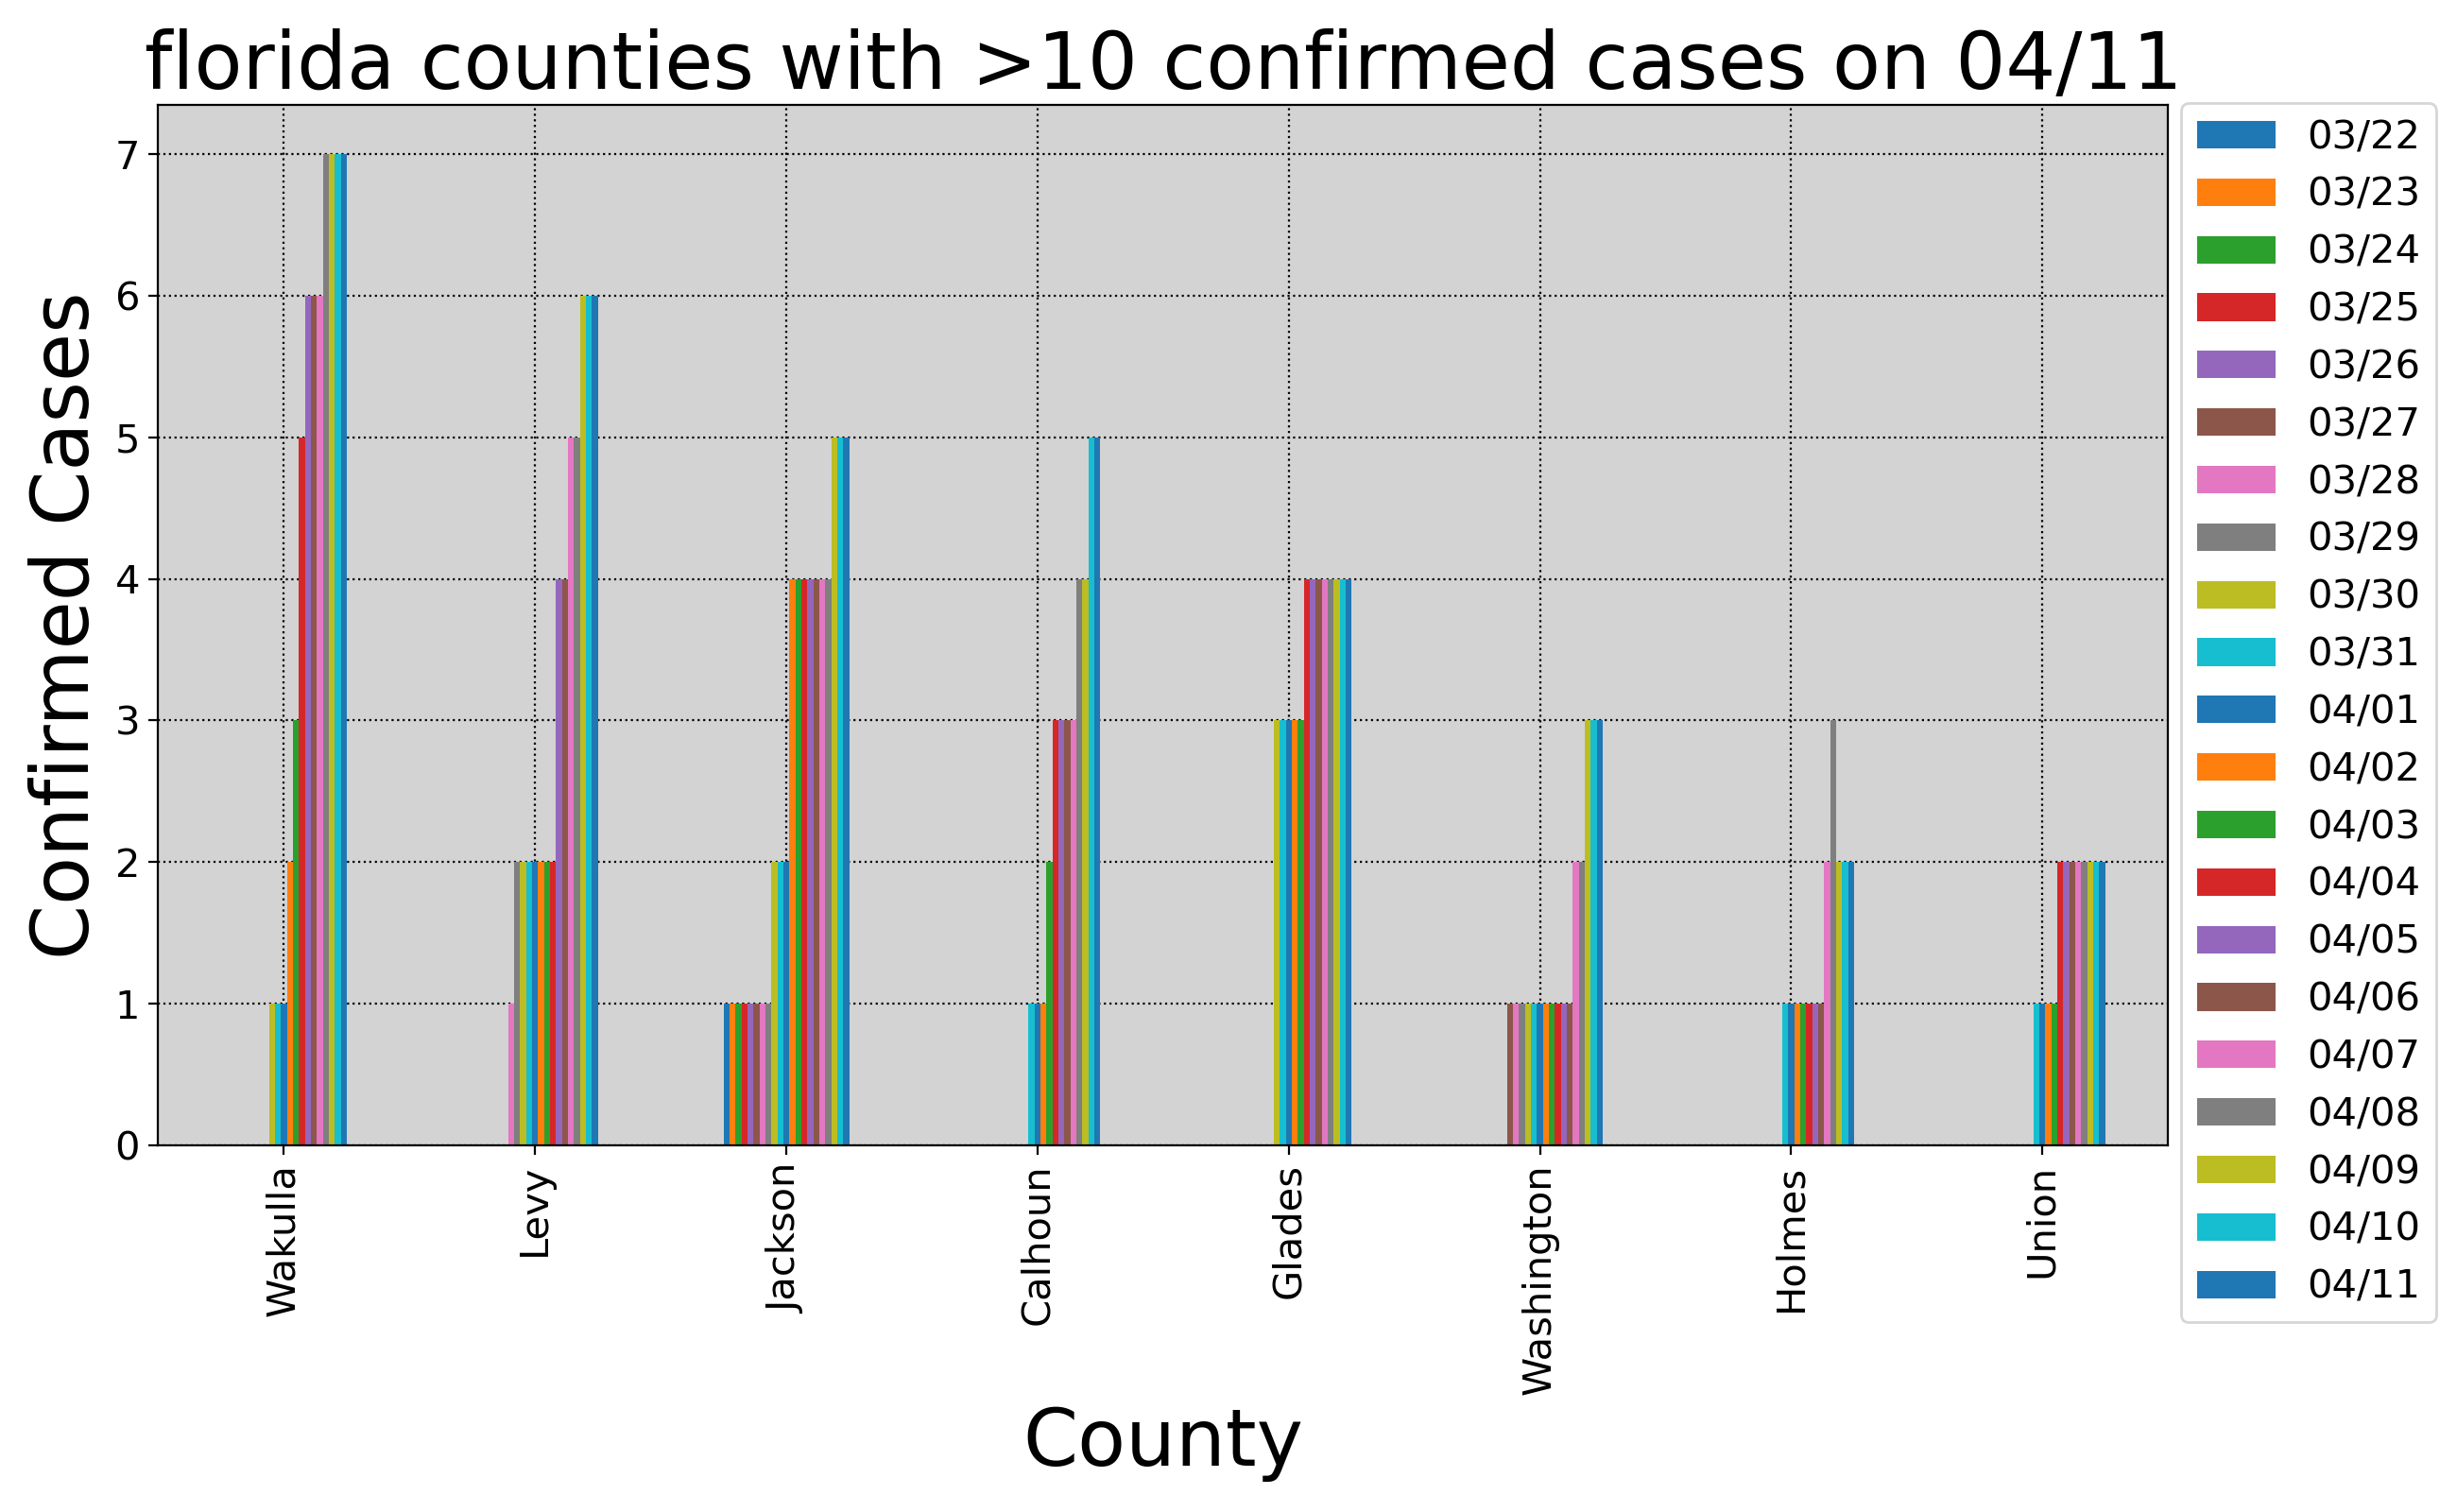 florida counties with >10 confirmed cases on 04/11
Confirmed Cases
7
6
5
4
3
2
1
0
Wakulla
Levy
Jackson
Calhoun
Glades
Washington
Holmes
Union
County
03/22
03/23
03/24
03/25
03/26
03/27
03/28
03/29
03/30
03/31
04/01
04/02
04/03
04/04
04/05
04/06
04/07
04/08
04/09
04/10
04/11